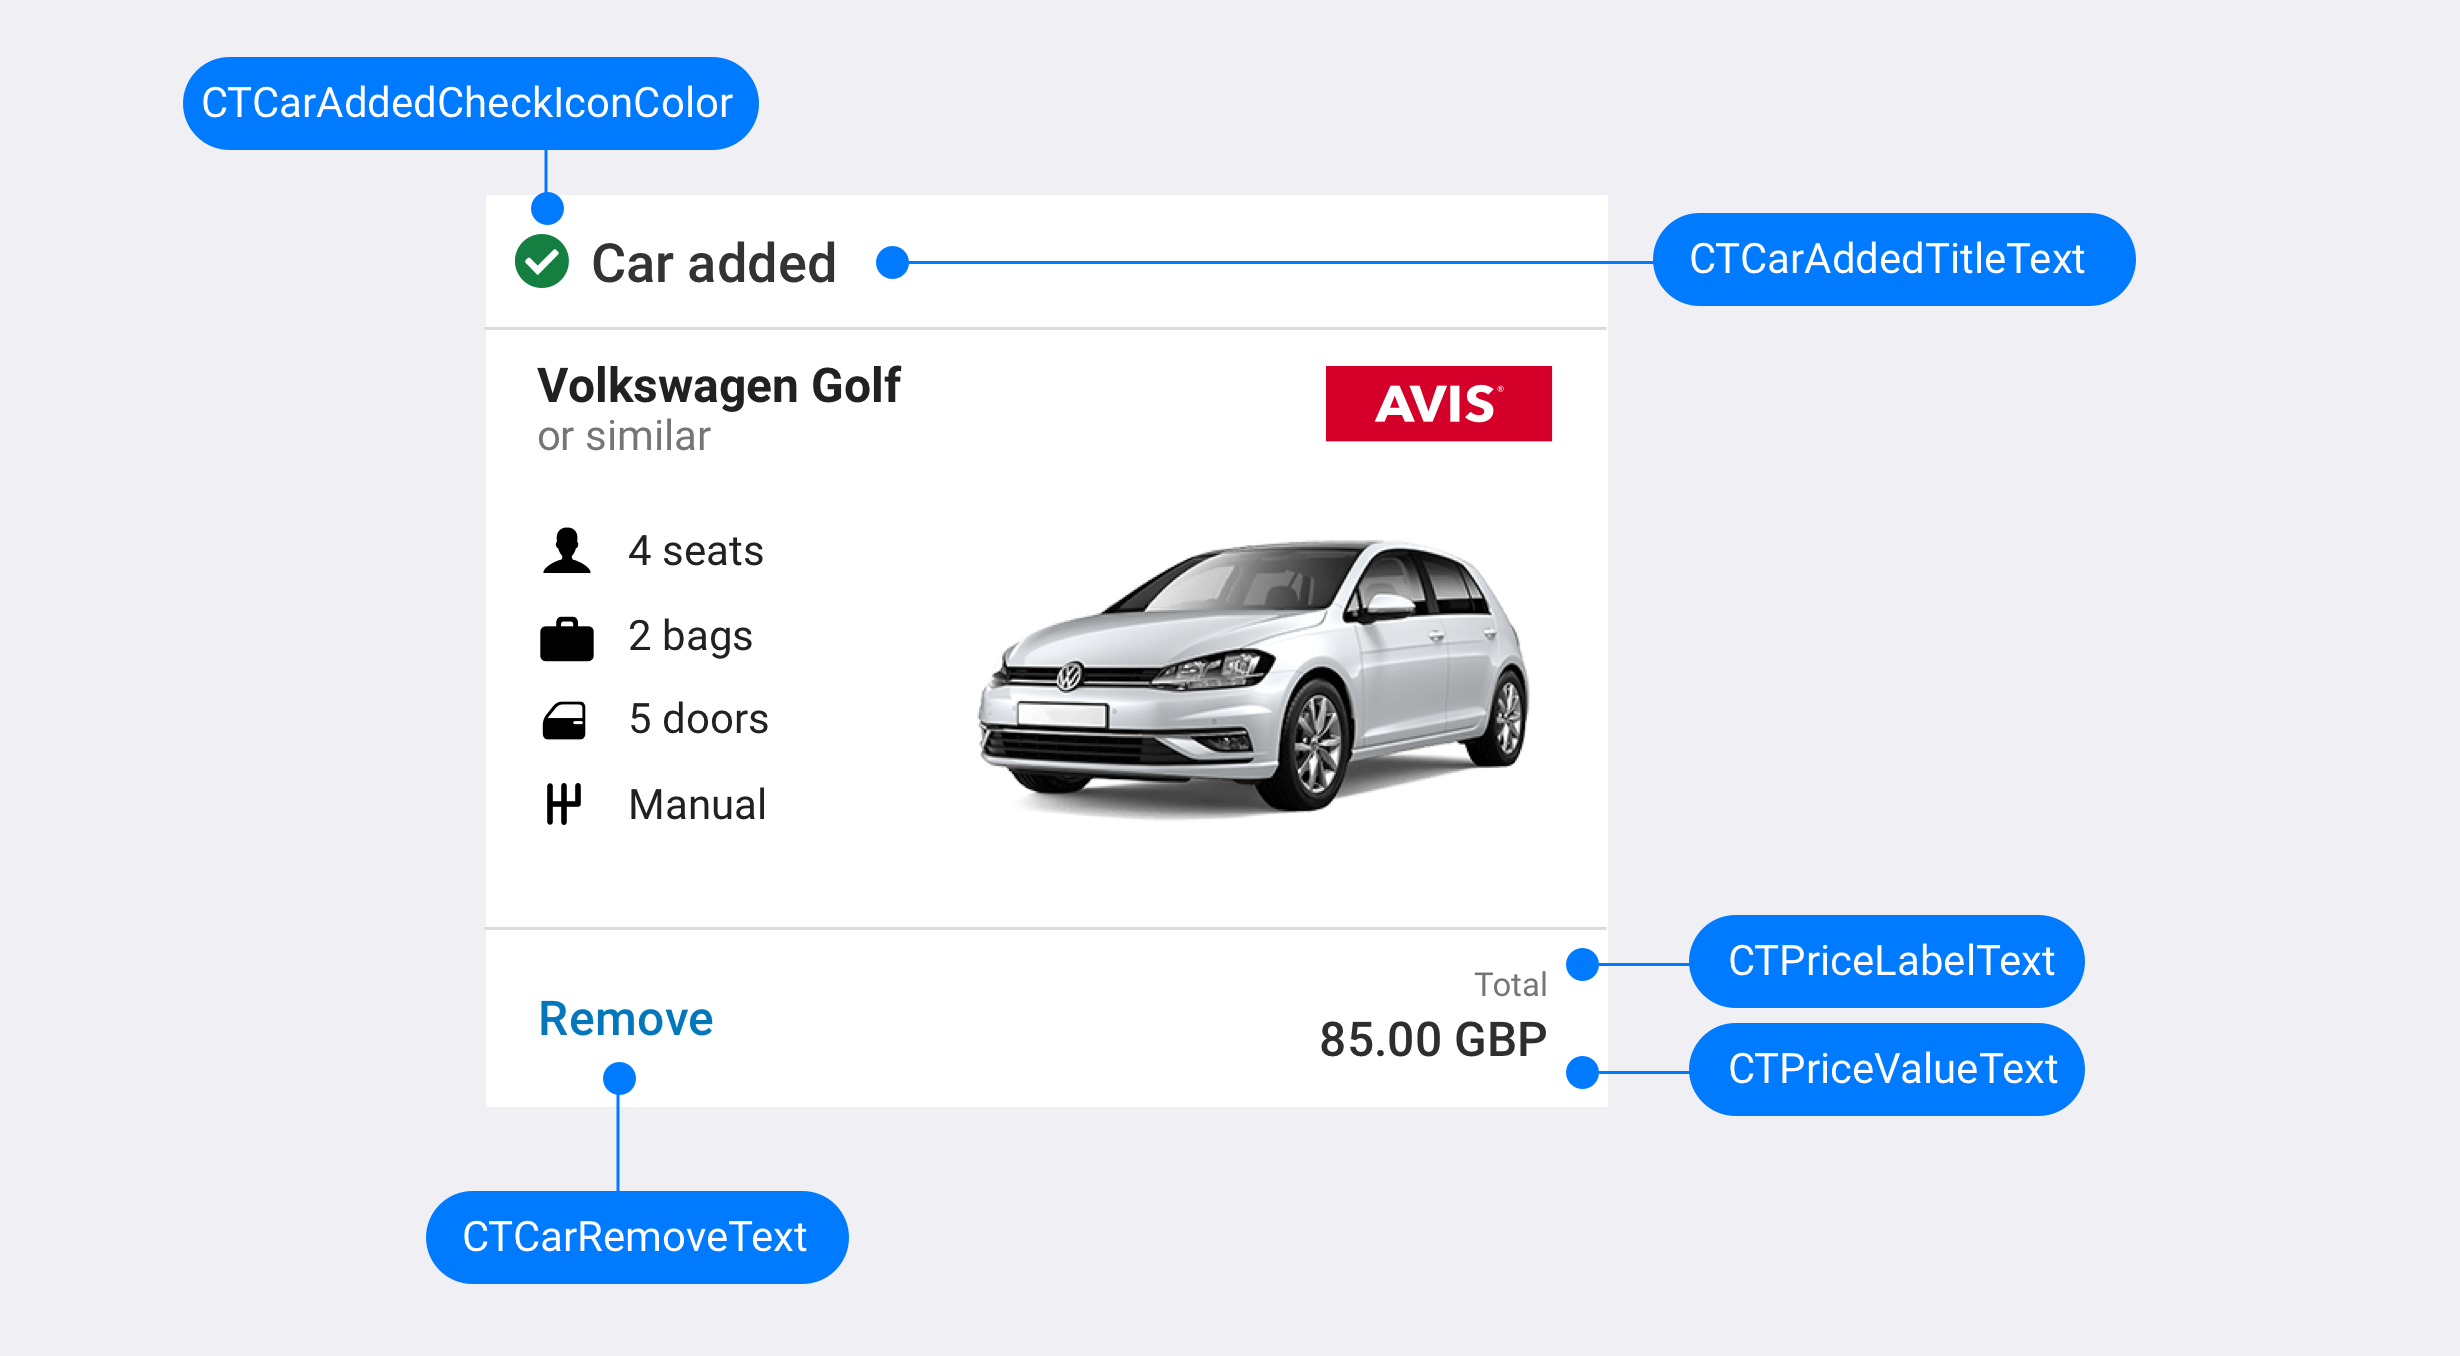 CTCarAddedCheckIconColor
Car added
CTCarAddedTitleText
Volkswagen Golf
or similar
AVIS®
4 seats
2 bags
5 doors
Manual
Total
CTPriceLabelText
Remove
85.00 GBP
CTPriceValueText
CTCarRemoveText